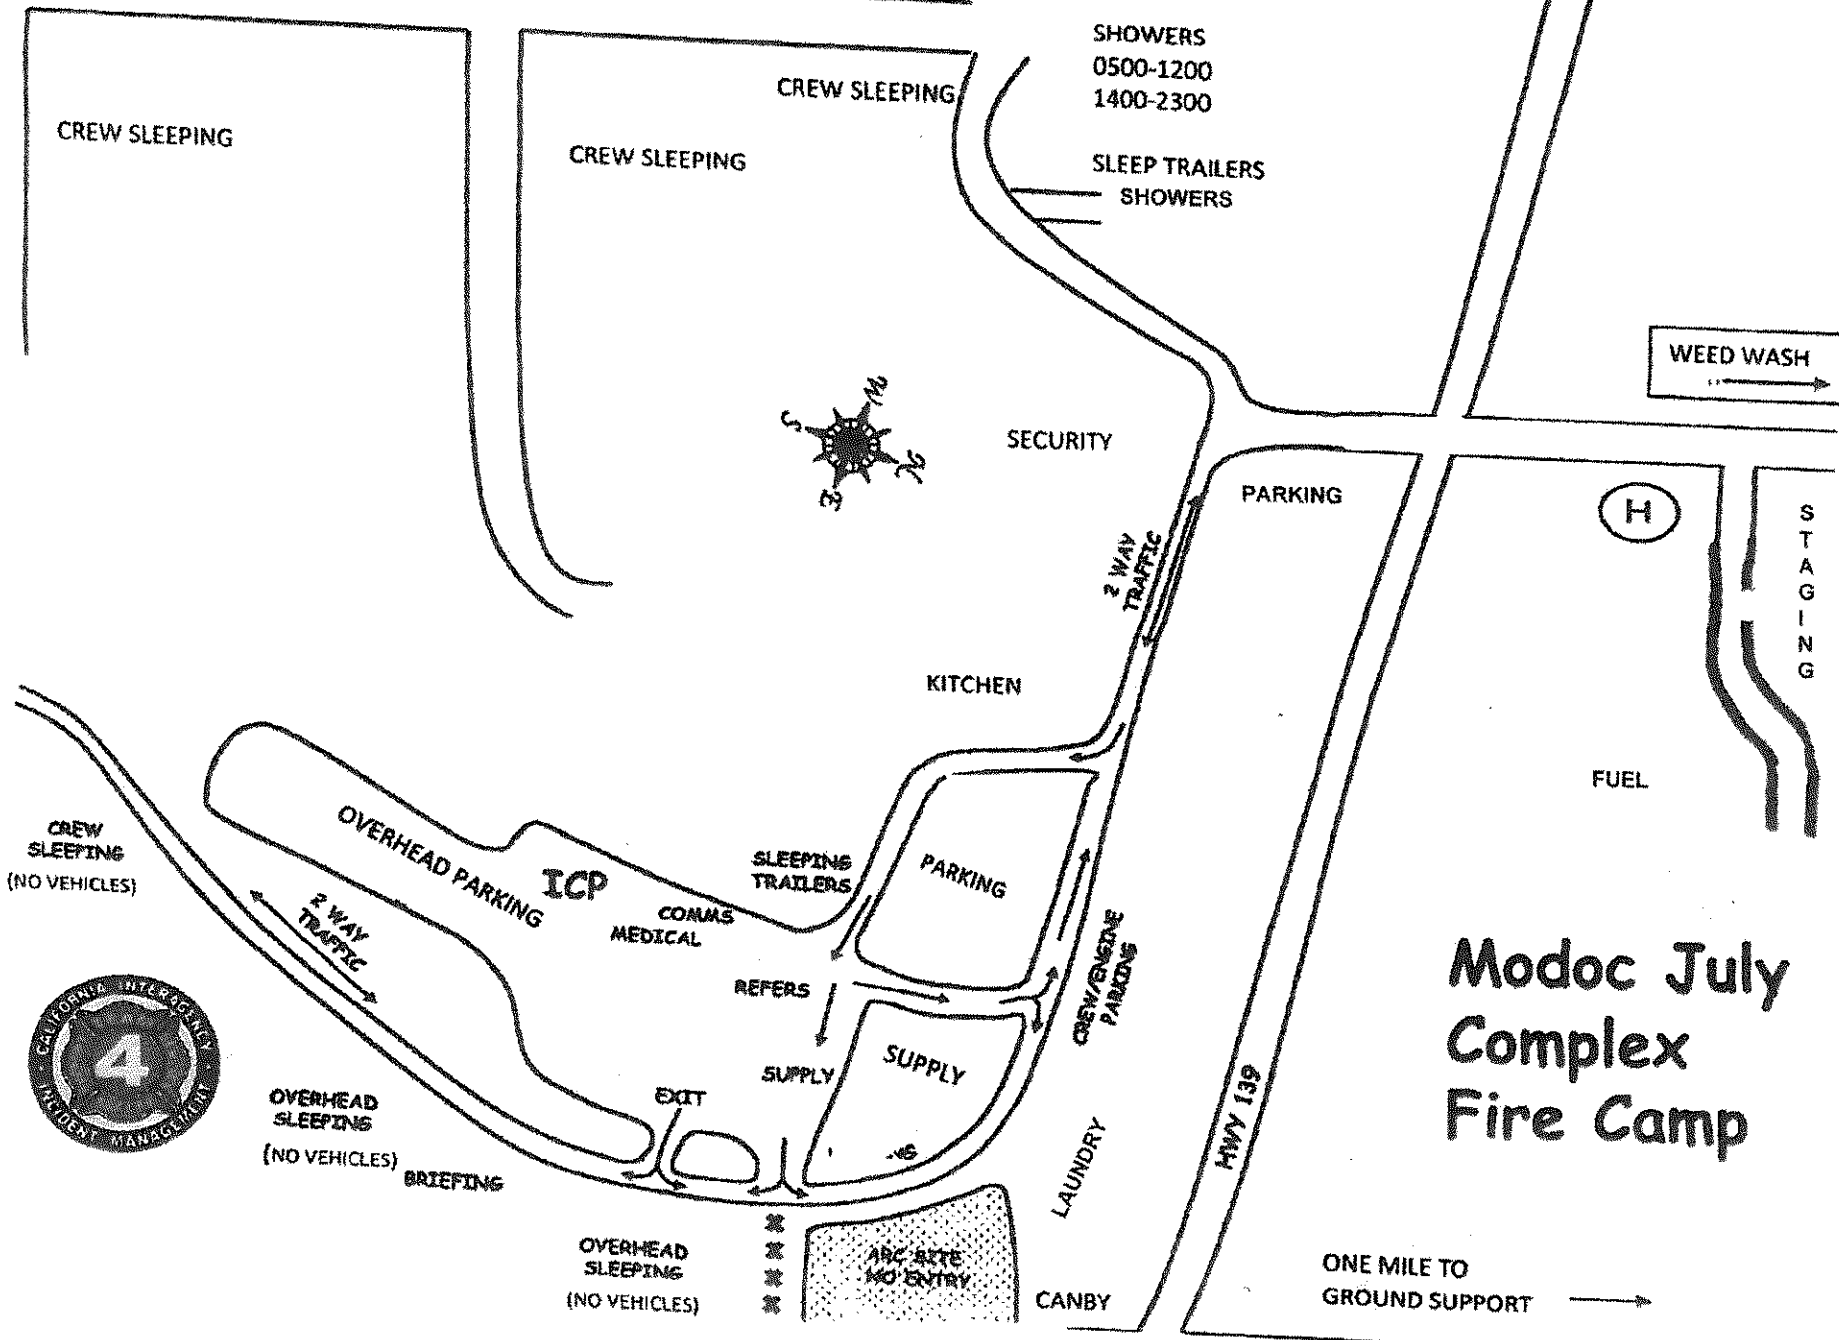 SHOWERS
0500-1200
1400-2300
CREW SLEEPING
CREW SLEEPING
CREW SLEEPING
SLEEP TRAILERS
SHOWERS
WEED WASH
W
S
N
E
SECURITY
PARKING
H
STAGING
2 WAY
TRAFFIC
KITCHEN
FUEL
CREW
SLEEPING
(NO VEHICLES)
OVERHEAD PARKING
ICP
SLEEPING
TRAILERS
PARKING
COMMS
MEDICAL
2 WAY
TRAFFIC
REFERS
CREW/ENGINE
PARKING
Modoc July
Complex
Fire Camp
CALIFORNIA INTERAGENCY
4
INCIDENT MANAGEMENT
SUPPLY
SUPPLY
EXIT
OVERHEAD
SLEEPING
(NO VEHICLES)
BRIEFING
LAUNDRY
HWY 139
OVERHEAD
SLEEPING
(NO VEHICLES)
ARC SITE
NO ENTRY
CANBY
ONE MILE TO
GROUND SUPPORT